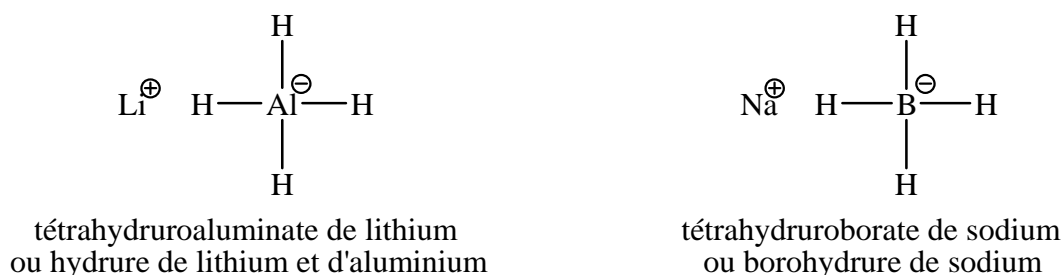 H
Li⊕ H Al⊖ H
H
H
Na⊕ H B⊖ H
H
tétrahydruroaluminate de lithium
ou hydrure de lithium et d'aluminium
tétrahydruroborate de sodium
ou borohydrure de sodium